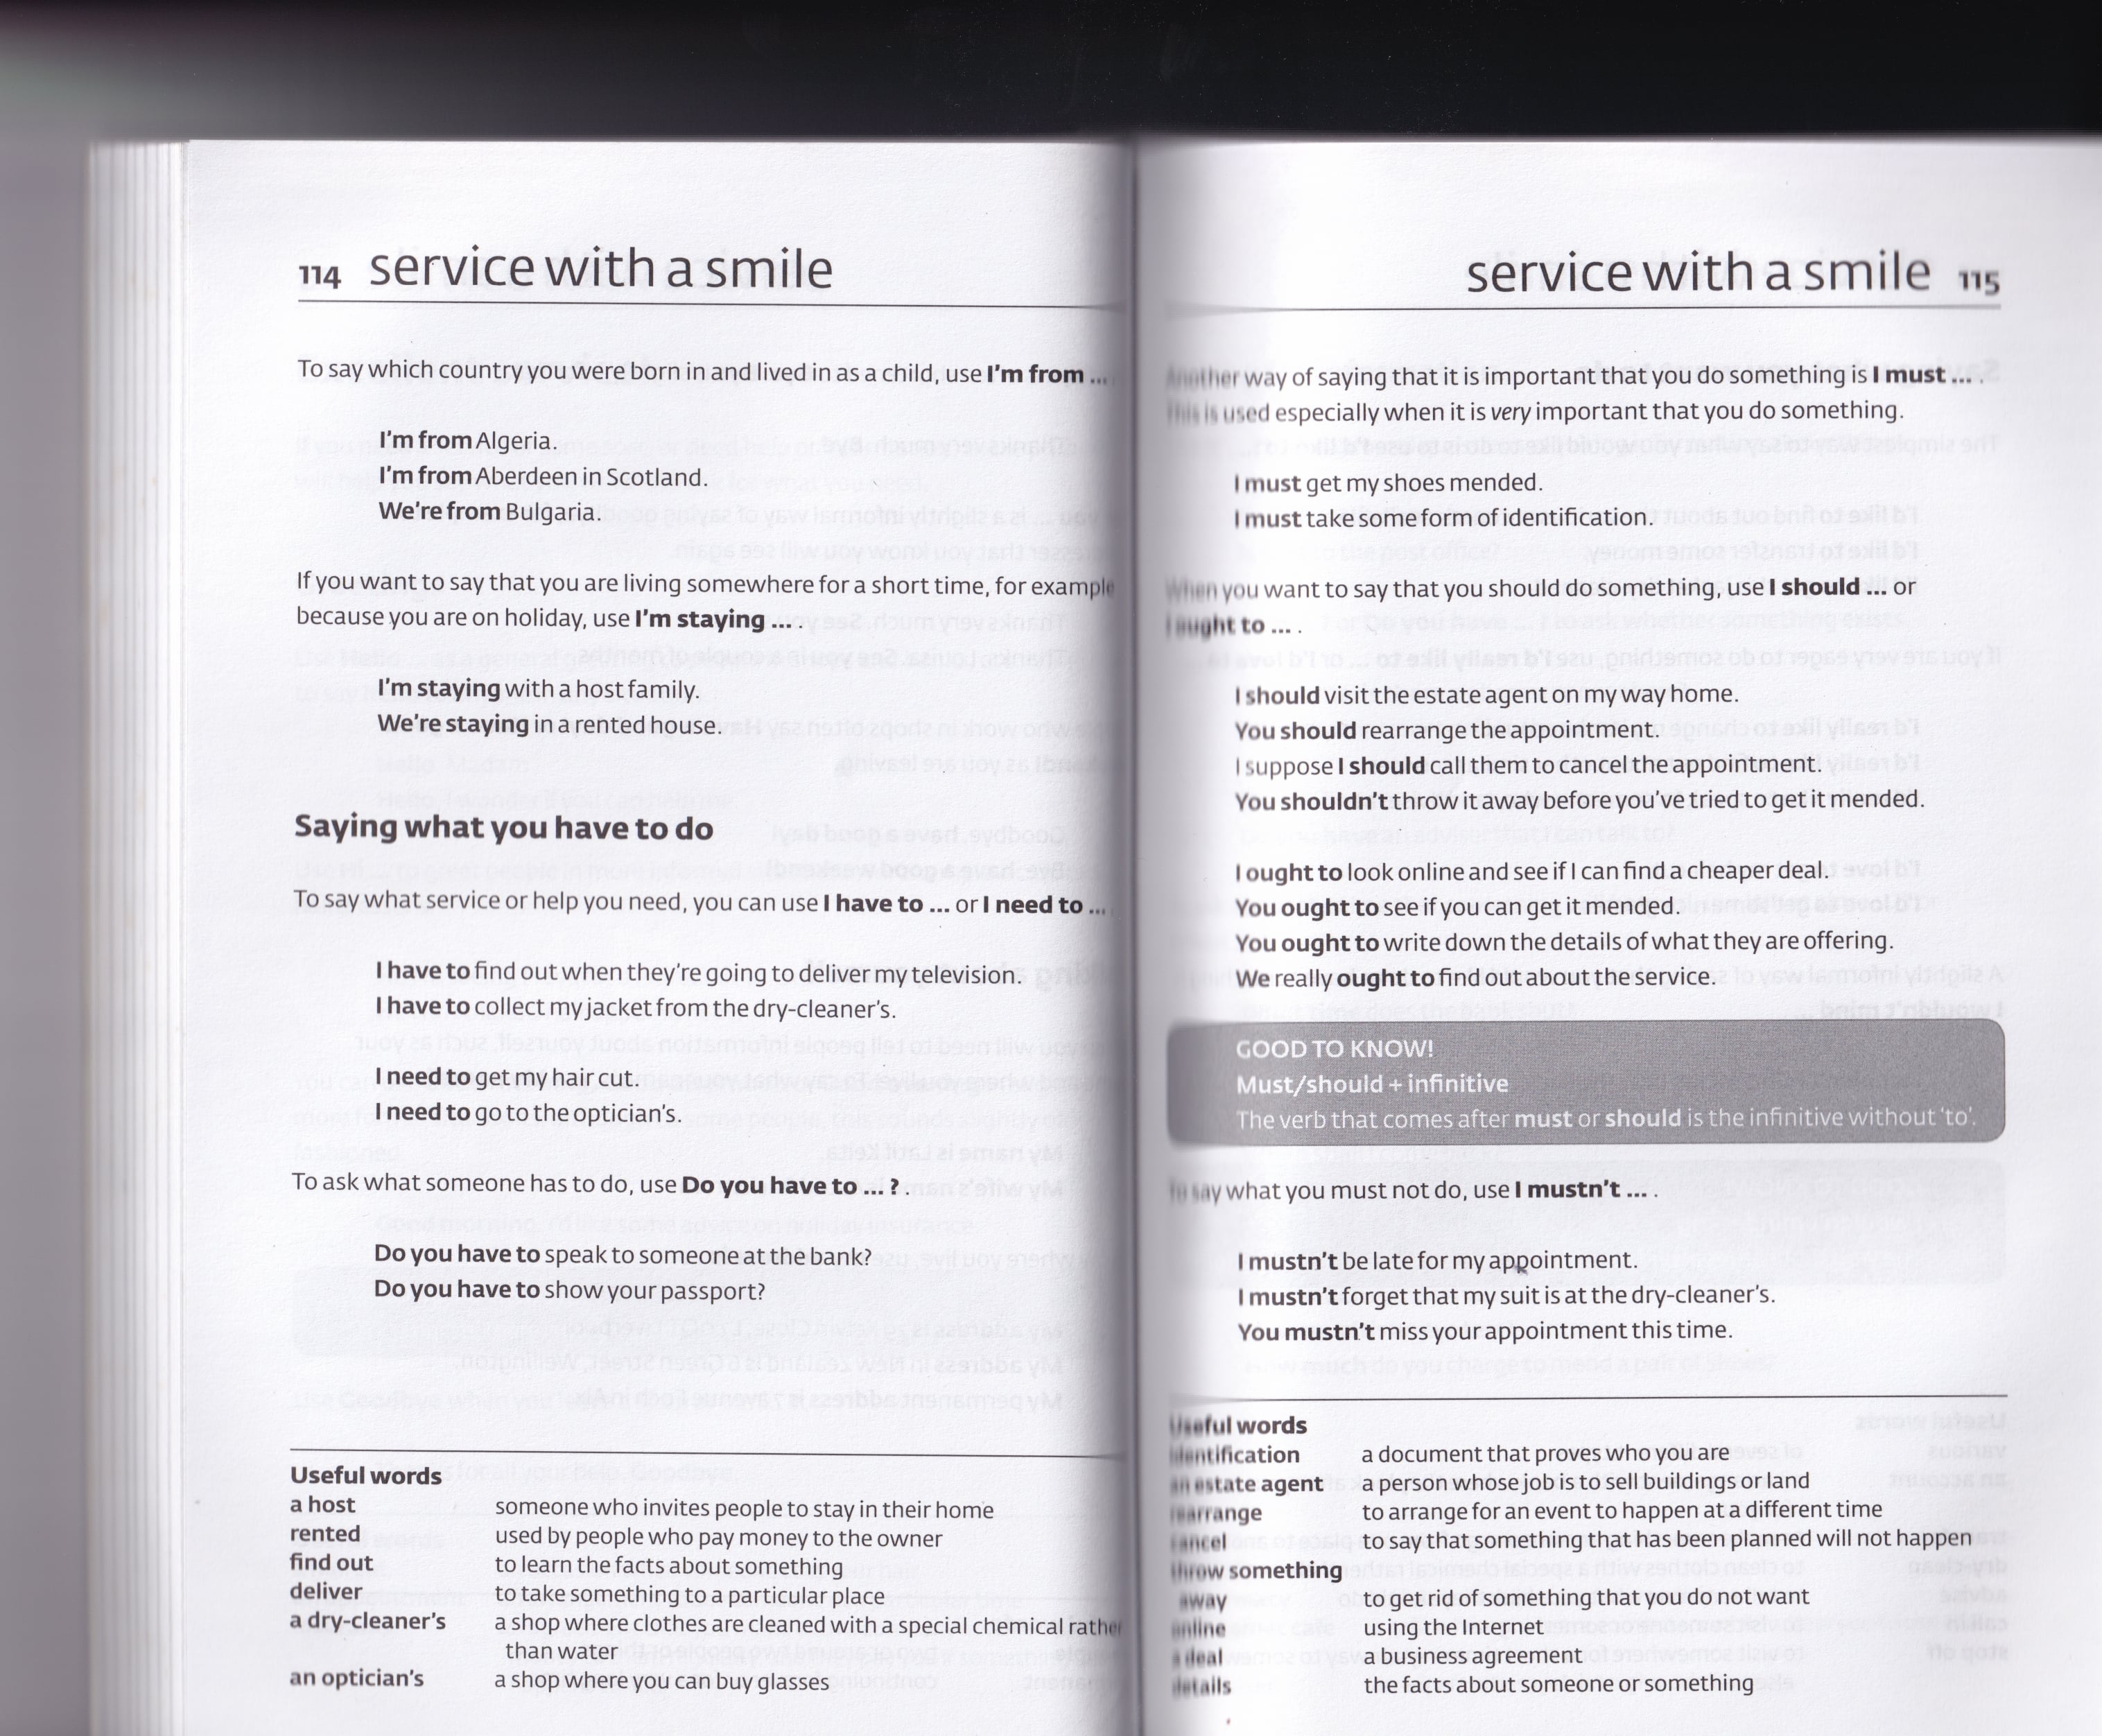 114 service with a smile
To say which country you were born in and lived in as a child, use I'm from ... .
I'm from Algeria.
I'm from Aberdeen in Scotland.
We're from Bulgaria.
If you want to say that you are living somewhere for a short time, for example
because you are on holiday, use I'm staying ... .
I'm staying with a host family.
We're staying in a rented house.
Saying what you have to do
To say what service or help you need, you can use I have to ... or I need to ... .
I have to find out when they're going to deliver my television.
I have to collect my jacket from the dry-cleaner's.
I need to get my hair cut.
I need to go to the optician's.
To ask what someone has to do, use Do you have to ... ? .
Do you have to speak to someone at the bank?
Do you have to show your passport?
Useful words
a host someone who invites people to stay in their home
rented used by people who pay money to the owner
find out to learn the facts about something
deliver to take something to a particular place
a dry-cleaner's a shop where clothes are cleaned with a special chemical rather
than water
an optician's a shop where you can buy glasses
service with a smile 115
Another way of saying that it is important that you do something is I must ... .
This is used especially when it is very important that you do something.
I must get my shoes mended.
I must take some form of identification.
When you want to say that you should do something, use I should ... or
I ought to ... .
I should visit the estate agent on my way home.
You should rearrange the appointment.
I suppose I should call them to cancel the appointment.
You shouldn't throw it away before you've tried to get it mended.
I ought to look online and see if I can find a cheaper deal.
You ought to see if you can get it mended.
You ought to write down the details of what they are offering.
We really ought to find out about the service.
GOOD TO KNOW!
Must/should + infinitive
The verb that comes after must or should is the infinitive without 'to'.
To say what you must not do, use I mustn't ... .
I mustn't be late for my appointment.
I mustn't forget that my suit is at the dry-cleaner's.
You mustn't miss your appointment this time.
Useful words
identification a document that proves who you are
an estate agent a person whose job it is to sell buildings or land
rearrange to arrange for an event to happen at a different time
cancel to say that something that has been planned will not happen
throw something
away to get rid of something that you do not want
online using the Internet
a deal a business agreement
details the facts about someone or something